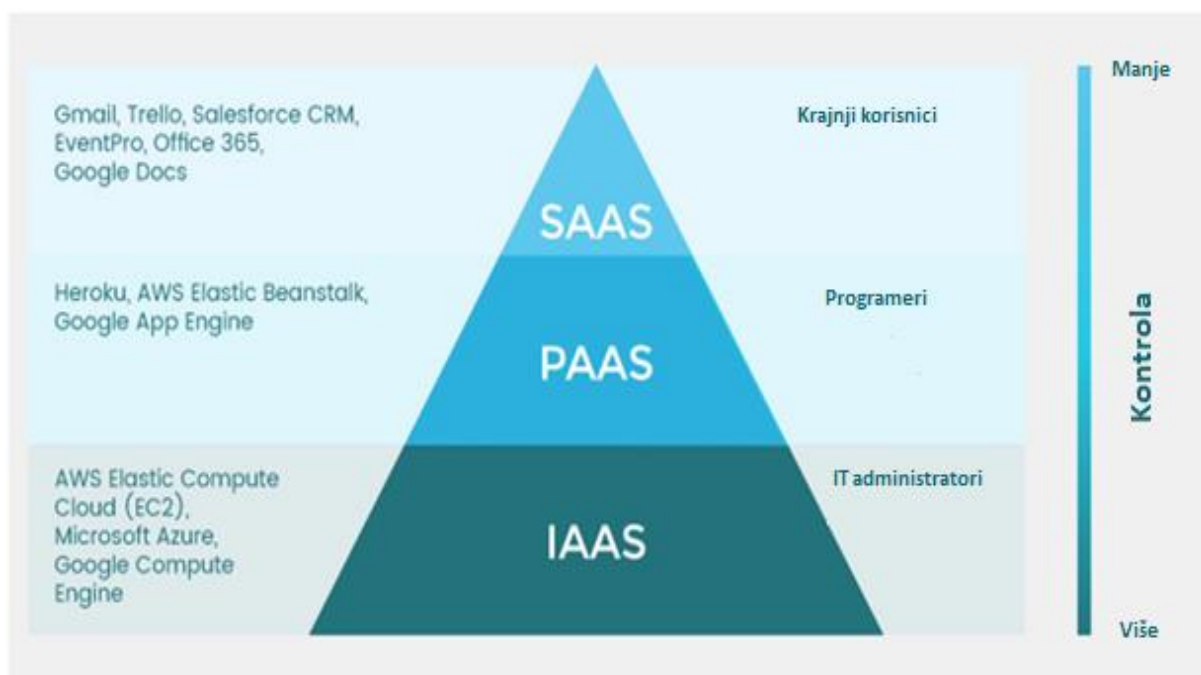 Manje
Gmail, Trello, Salesforce CRM,
EventPro, Office 365,
Google Docs
SAAS
Krajnji korisnici
Heroku, AWS Elastic Beanstalk,
Google App Engine
PAAS
Programeri
Kontrola
AWS Elastic Compute
Cloud (EC2),
Microsoft Azure,
Google Compute
Engine
IAAS
IT administratori
Više